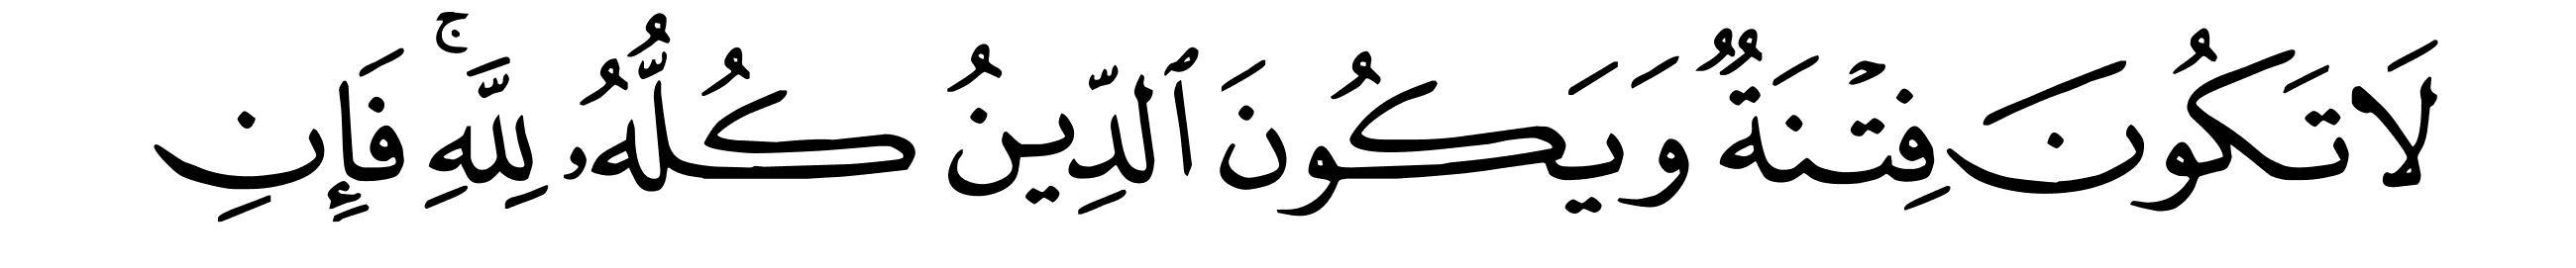 لَا تَكُونَ فِتْنَةٌ وَيَكُونَ ٱلدِّينُ كُلُّهُۥ لِلَّهِ ۚ فَإِنِ